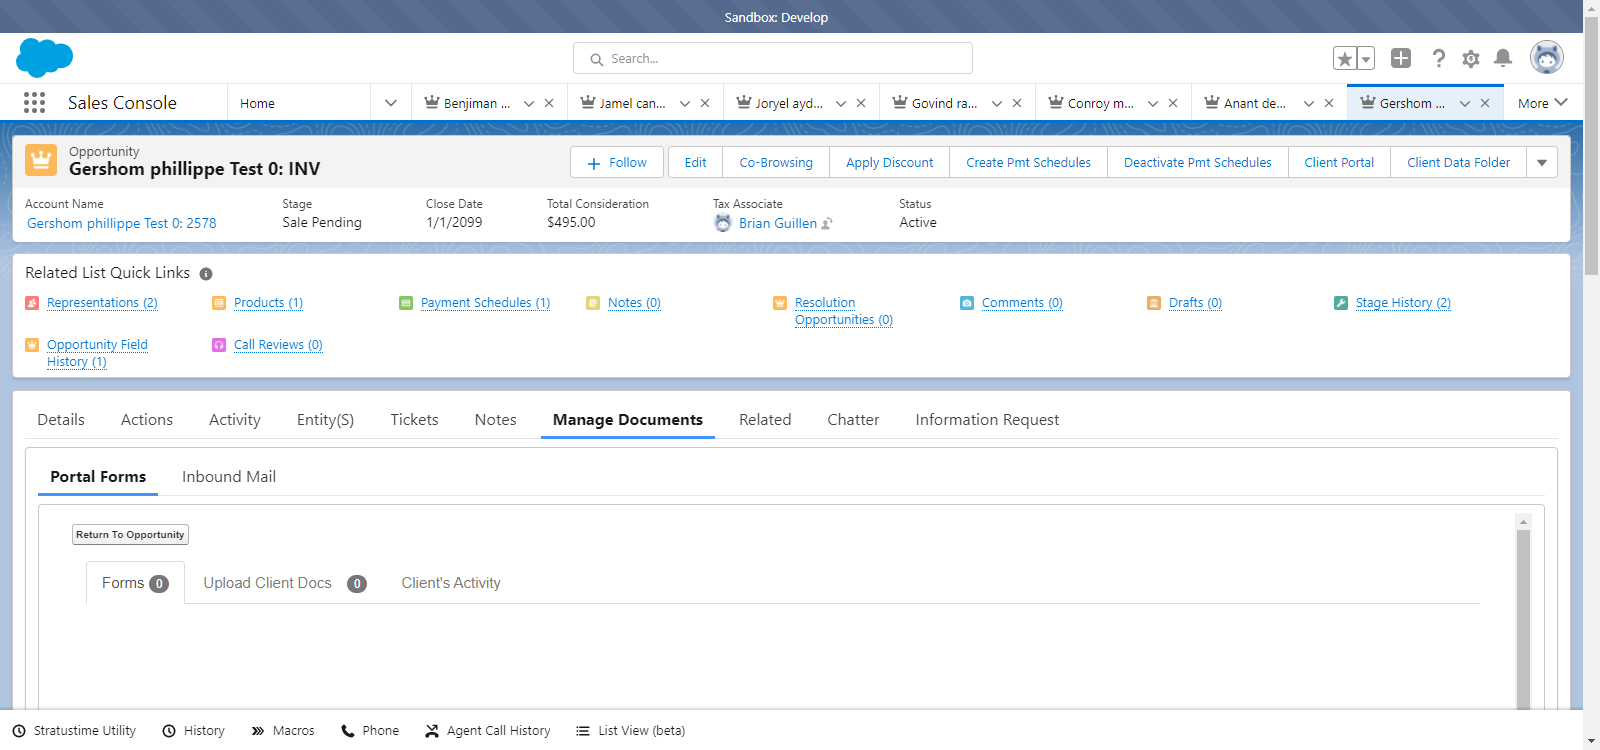 Sandbox: Develop
Search...
Sales Console
Home
Benjiman ...
Jamel can...
Joryel ayd...
Govind ra...
Conroy m...
Anant de...
Gershom ...
More
Opportunity
Gershom phillippe Test 0: INV
Follow
Edit
Co-Browsing
Apply Discount
Create Pmt Schedules
Deactivate Pmt Schedules
Client Portal
Client Data Folder
Account Name
Gershom phillippe Test 0: 2578
Stage
Sale Pending
Close Date
1/1/2099
Total Consideration
$495.00
Tax Associate
Brian Guillen
Status
Active
Related List Quick Links
Representations (2)
Products (1)
Payment Schedules (1)
Notes (0)
Resolution
Opportunities (0)
Comments (0)
Drafts (0)
Stage History (2)
Opportunity Field
History (1)
Call Reviews (0)
Details
Actions
Activity
Entity(S)
Tickets
Notes
Manage Documents
Related
Chatter
Information Request
Portal Forms
Inbound Mail
Return To Opportunity
Forms 0
Upload Client Docs 0
Client's Activity
Stratustime Utility
History
Macros
Phone
Agent Call History
List View (beta)